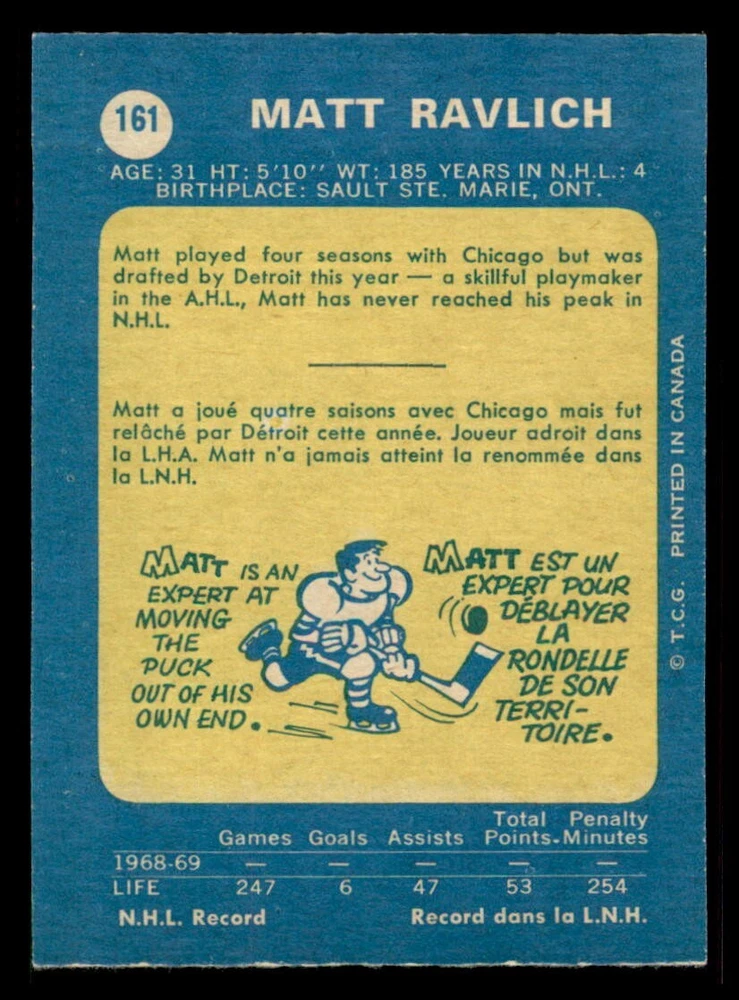 161
MATT RAVLICH
AGE: 31 HT: 5'10'' WT: 185 YEARS IN N.H.L.: 4
BIRTHPLACE: SAULT STE. MARIE, ONT.
Matt played four seasons with Chicago but was
drafted by Detroit this year — a skillful playmaker
in the A.H.L., Matt has never reached his peak in
N.H.L.
Matt a joué quatre saisons avec Chicago mais fut
relâché par Détroit cette année. Joueur adroit dans
la L.H.A. Matt n'a jamais atteint la renommée dans
la L.N.H.
MATT IS AN
EXPERT AT
MOVING
THE
PUCK
OUT OF HIS
OWN END.
MATT EST UN
EXPERT POUR
DÉBLAYER
LA
RONDELLE
DE SON
TERRI-
TOIRE.
© T.C.G. PRINTED IN CANADA
Total Penalty
Games Goals Assists Points-Minutes
1968-69 — — — — —
LIFE 247 6 47 53 254
N.H.L. Record Record dans la L.N.H.